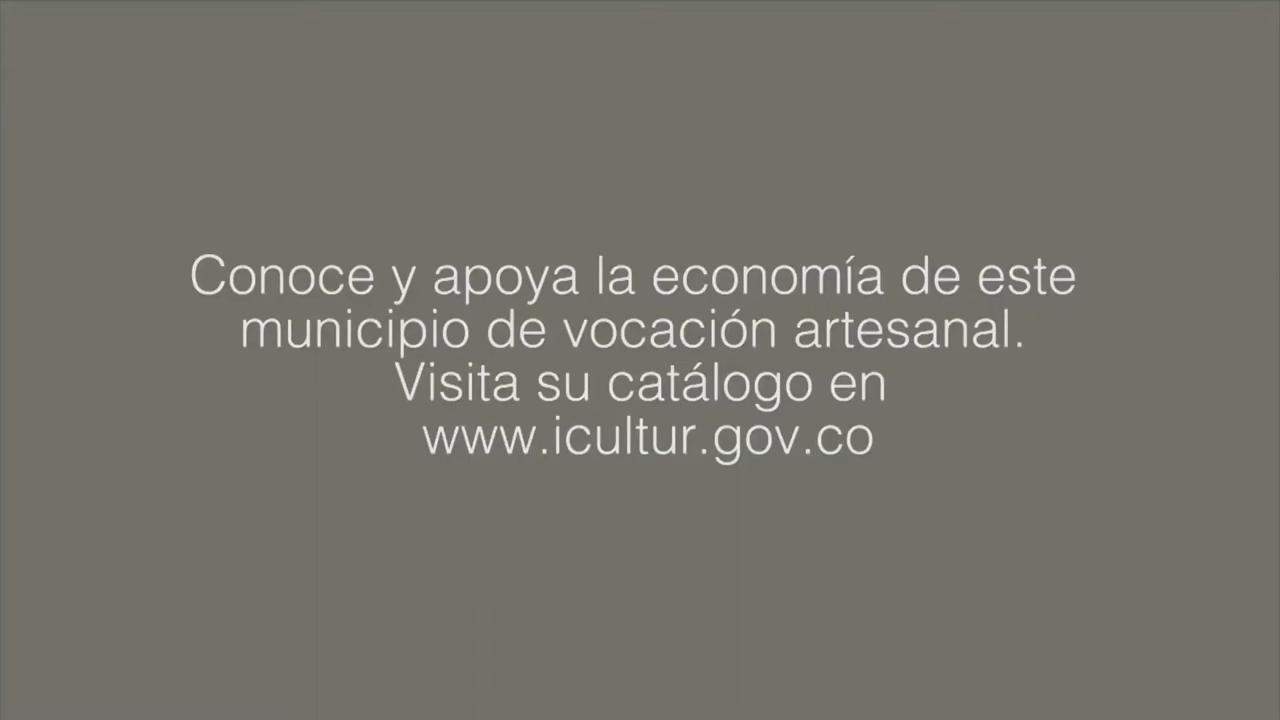 Conoce y apoya la economía de este
municipio de vocación artesanal.
Visita su catálogo en
www.icultur.gov.co